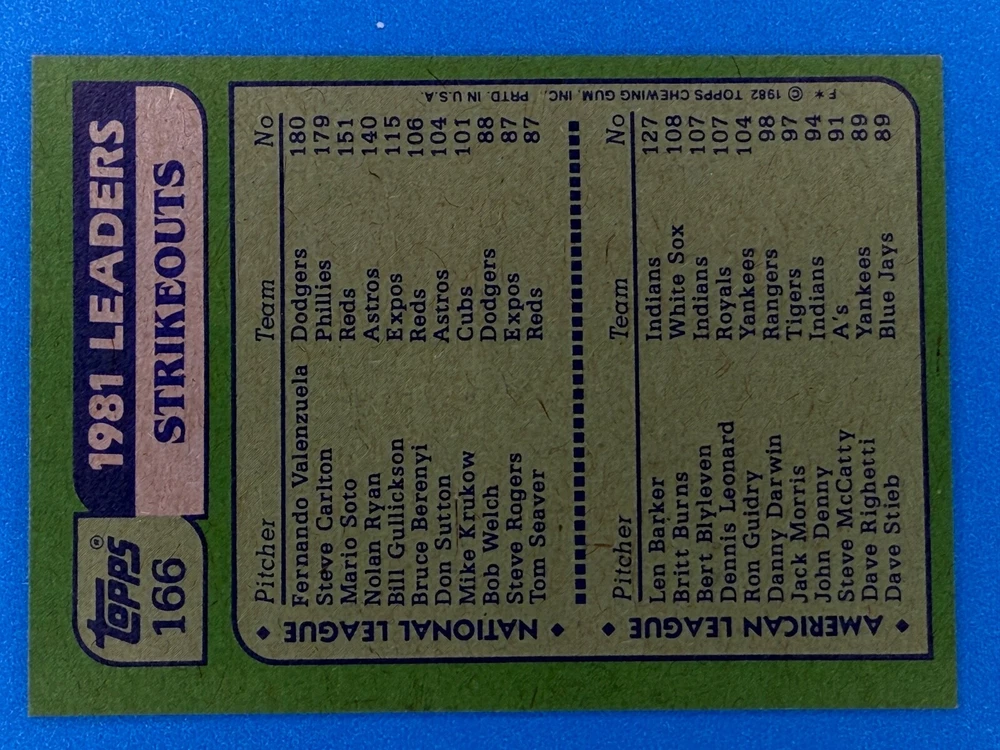 topps®
166
1981 LEADERS
STRIKEOUTS
◆ NATIONAL LEAGUE ◆
Pitcher Team No
Fernando Valenzuela Dodgers 180
Steve Carlton Phillies 179
Mario Soto Reds 151
Nolan Ryan Astros 140
Bill Gullickson Expos 115
Bruce Berenyi Reds 106
Don Sutton Astros 104
Mike Krukow Cubs 101
Bob Welch Dodgers 88
Steve Rogers Expos 87
Tom Seaver Reds 87
◆ AMERICAN LEAGUE ◆
Pitcher Team No
Len Barker Indians 127
Britt Burns White Sox 108
Bert Blyleven Indians 107
Dennis Leonard Royals 107
Ron Guidry Yankees 104
Danny Darwin Rangers 98
Jack Morris Tigers 97
John Denny Indians 94
Steve McCatty A's 91
Dave Righetti Yankees 89
Dave Stieb Blue Jays 89
F * © 1982 TOPPS CHEWING GUM, INC. PRTD. IN U.S.A.